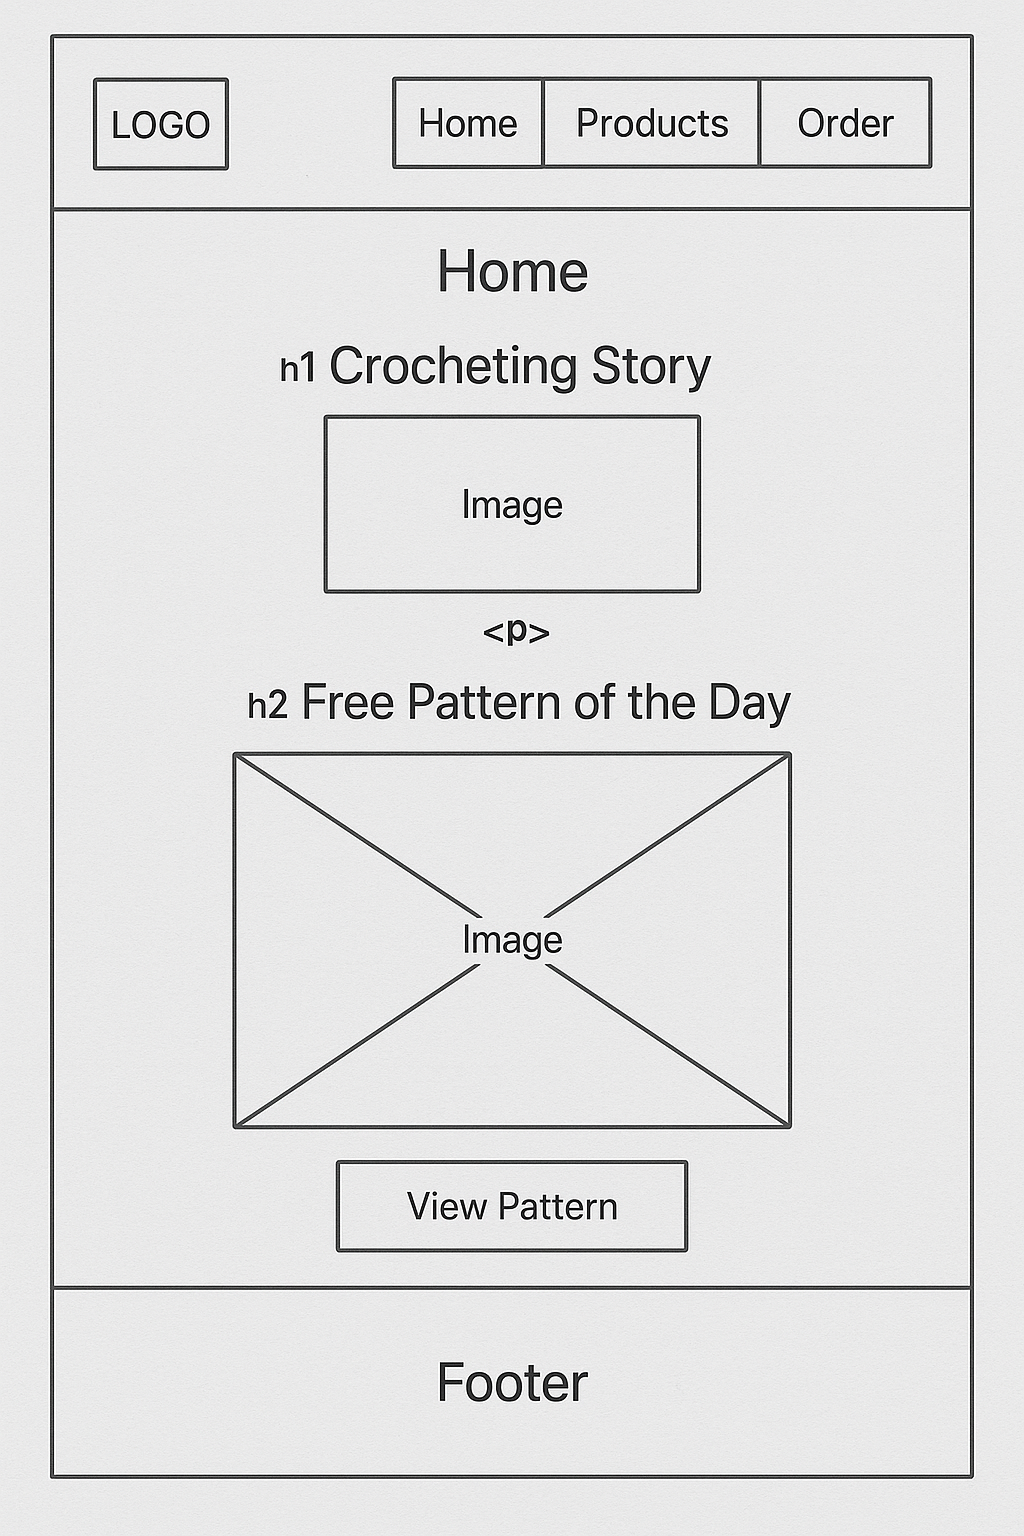 LOGO
Home Products Order
Home
h1 Crocheting Story
Image
<p>
h2 Free Pattern of the Day
Image
View Pattern
Footer